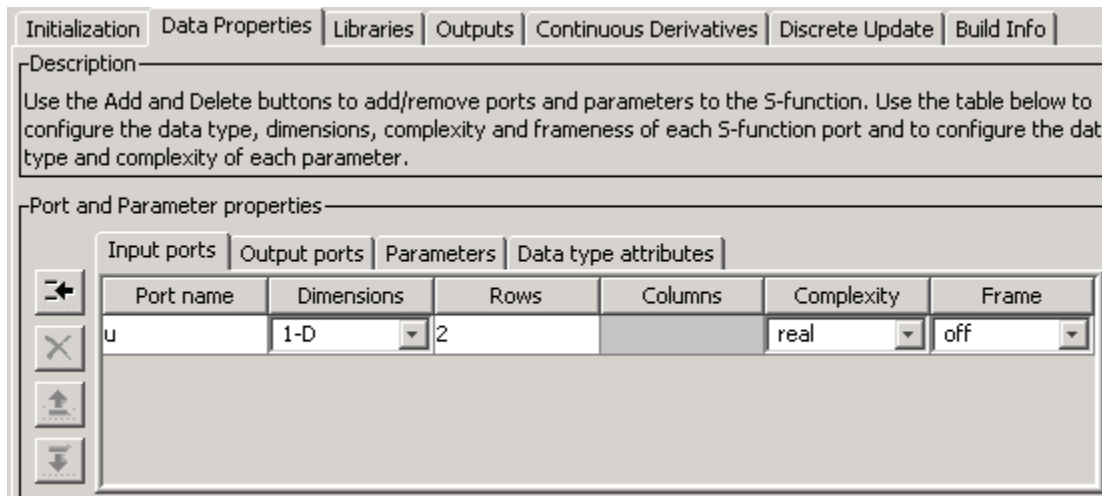 Initialization Data Properties Libraries Outputs Continuous Derivatives Discrete Update Build Info
Description
Use the Add and Delete buttons to add/remove ports and parameters to the S-function. Use the table below to
configure the data type, dimensions, complexity and frameness of each S-function port and to configure the dat
type and complexity of each parameter.
Port and Parameter properties
Input ports Output ports Parameters Data type attributes
Port name Dimensions Rows Columns Complexity Frame
u 1-D 2 real off